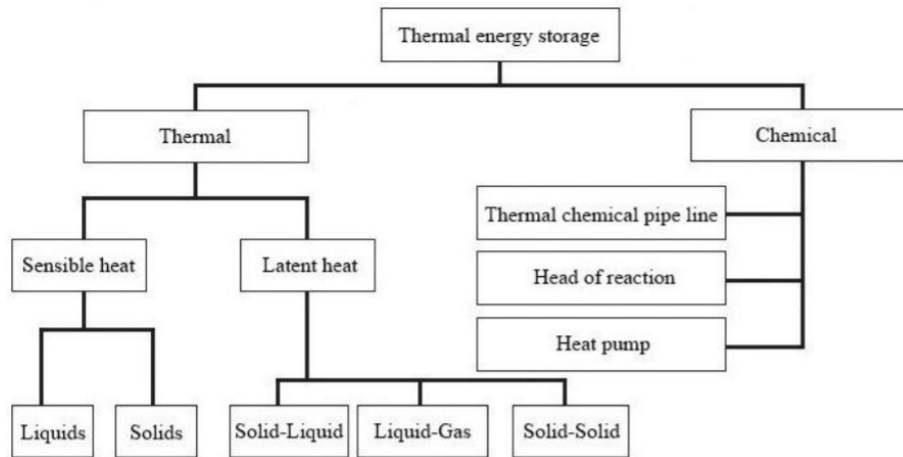 Thermal energy storage
Thermal
Chemical
Thermal chemical pipe line
Sensible heat
Latent heat
Head of reaction
Heat pump
Liquids
Solids
Solid-Liquid
Liquid-Gas
Solid-Solid